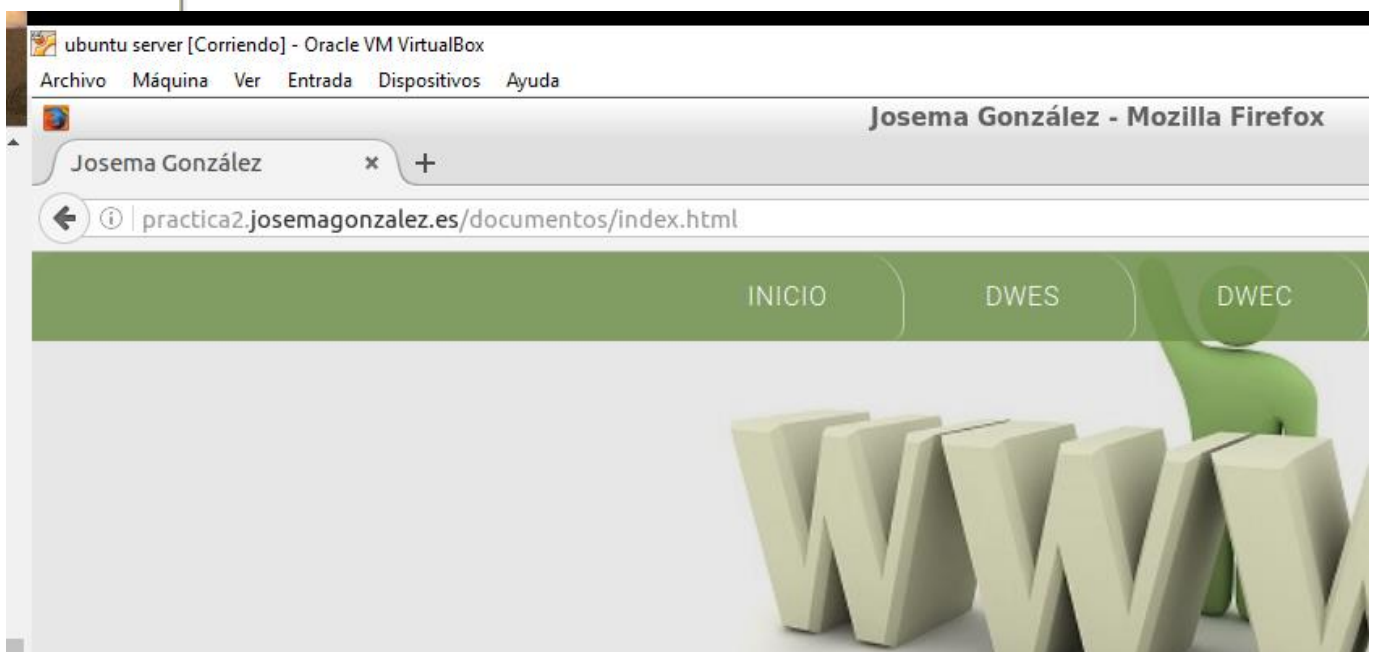 ubuntu server [Corriendo] - Oracle VM VirtualBox
Archivo Máquina Ver Entrada Dispositivos Ayuda
Josema González - Mozilla Firefox
Josema González × +
practica2.josemagonzalez.es/documentos/index.html
INICIO DWES DWEC
WWW